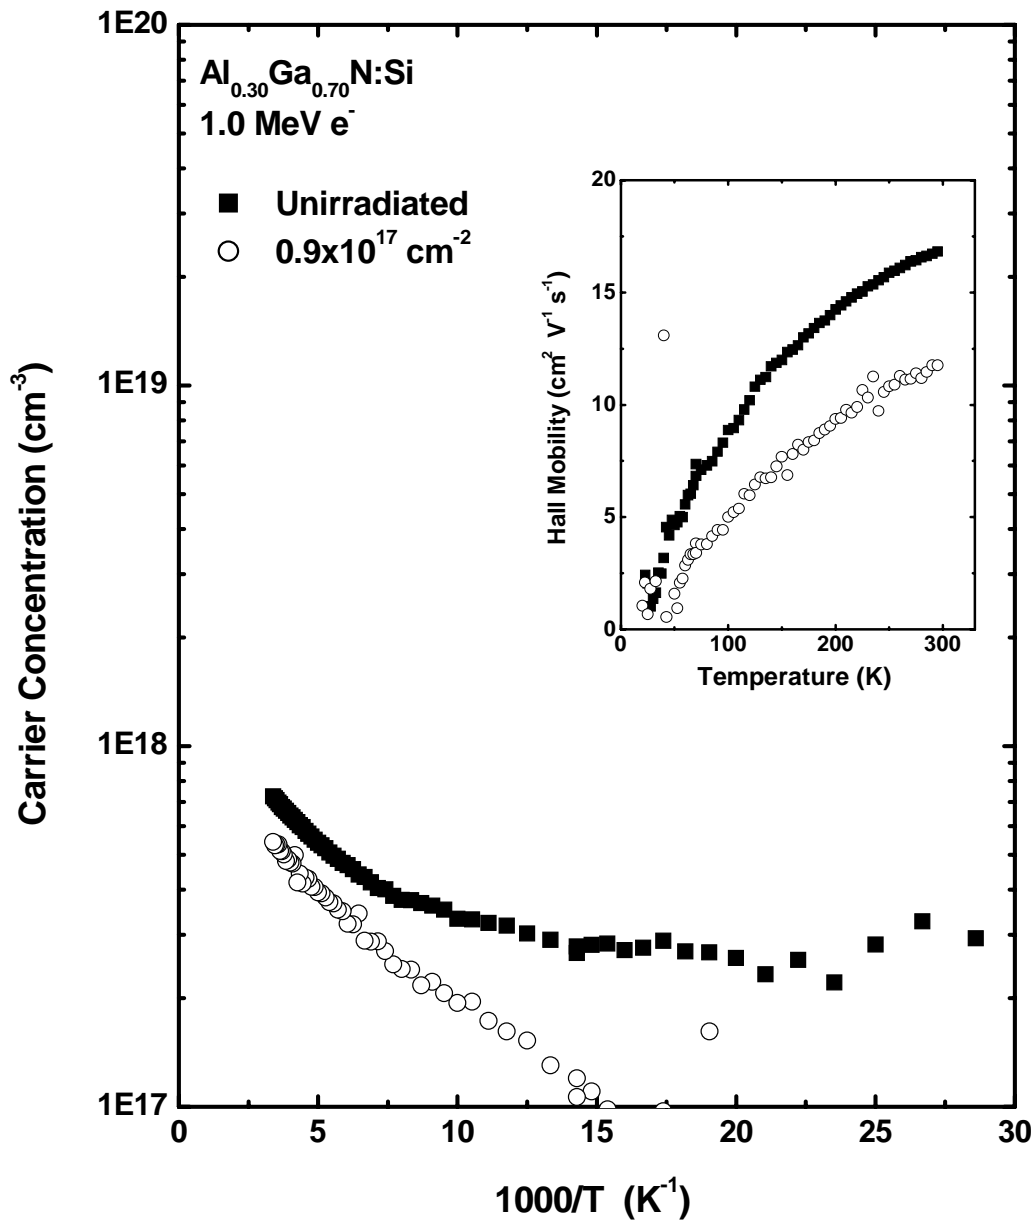 1E20
Al0.30Ga0.70N:Si
1.0 MeV e-
Unirradiated
0.9x10^17 cm^-2
1E19
1E18
1E17
0 5 10 15 20 25 30
1000/T (K^-1)
Carrier Concentration (cm^-3)
20
15
10
5
0
0 100 200 300
Temperature (K)
Hall Mobility (cm^2 V^-1 s^-1)